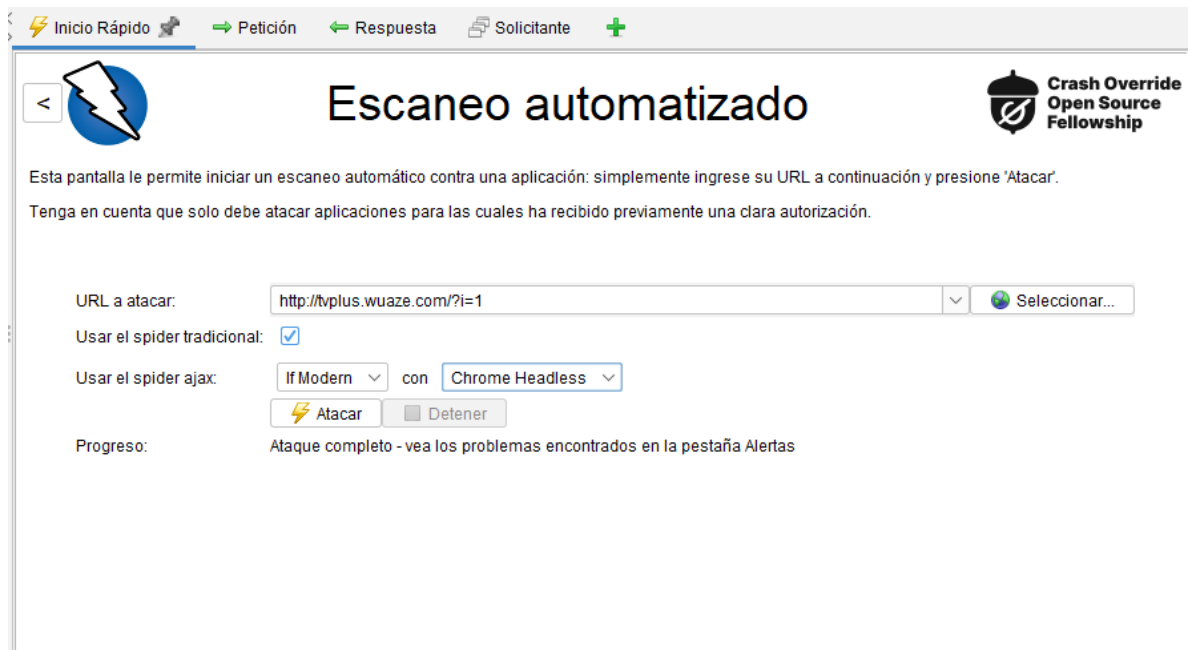 Inicio Rápido
Petición
Respuesta
Solicitante
<
Escaneo automatizado
Crash Override
Open Source
Fellowship
Esta pantalla le permite iniciar un escaneo automático contra una aplicación: simplemente ingrese su URL a continuación y presione 'Atacar'.
Tenga en cuenta que solo debe atacar aplicaciones para las cuales ha recibido previamente una clara autorización.
URL a atacar: http://tvplus.wuaze.com/?i=1 Seleccionar...
Usar el spider tradicional:
Usar el spider ajax: If Modern con Chrome Headless
Atacar Detener
Progreso: Ataque completo - vea los problemas encontrados en la pestaña Alertas